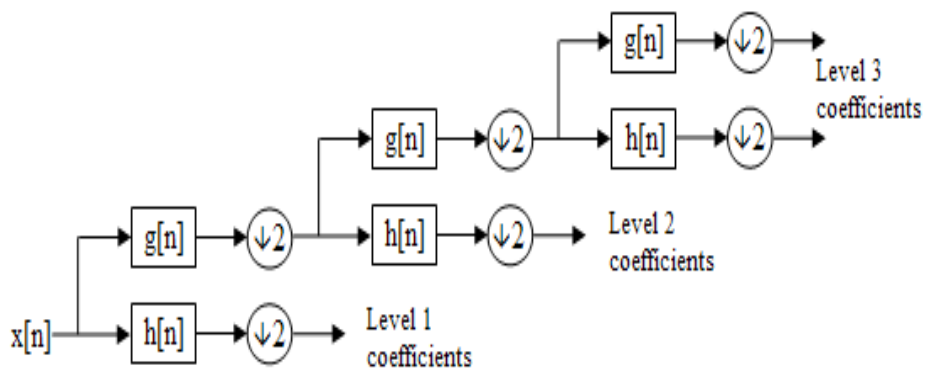 g[n] ↓2
Level 3
coefficients
g[n] ↓2 h[n] ↓2
g[n] ↓2 h[n] ↓2
Level 2
coefficients
x[n] h[n] ↓2
Level 1
coefficients